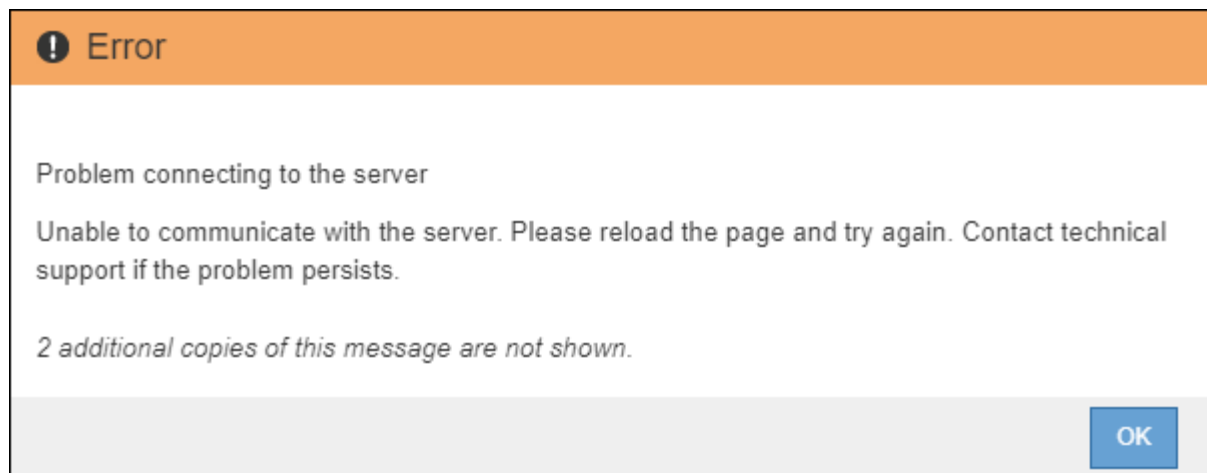 Error
Problem connecting to the server
Unable to communicate with the server. Please reload the page and try again. Contact technical
support if the problem persists.
2 additional copies of this message are not shown.
OK